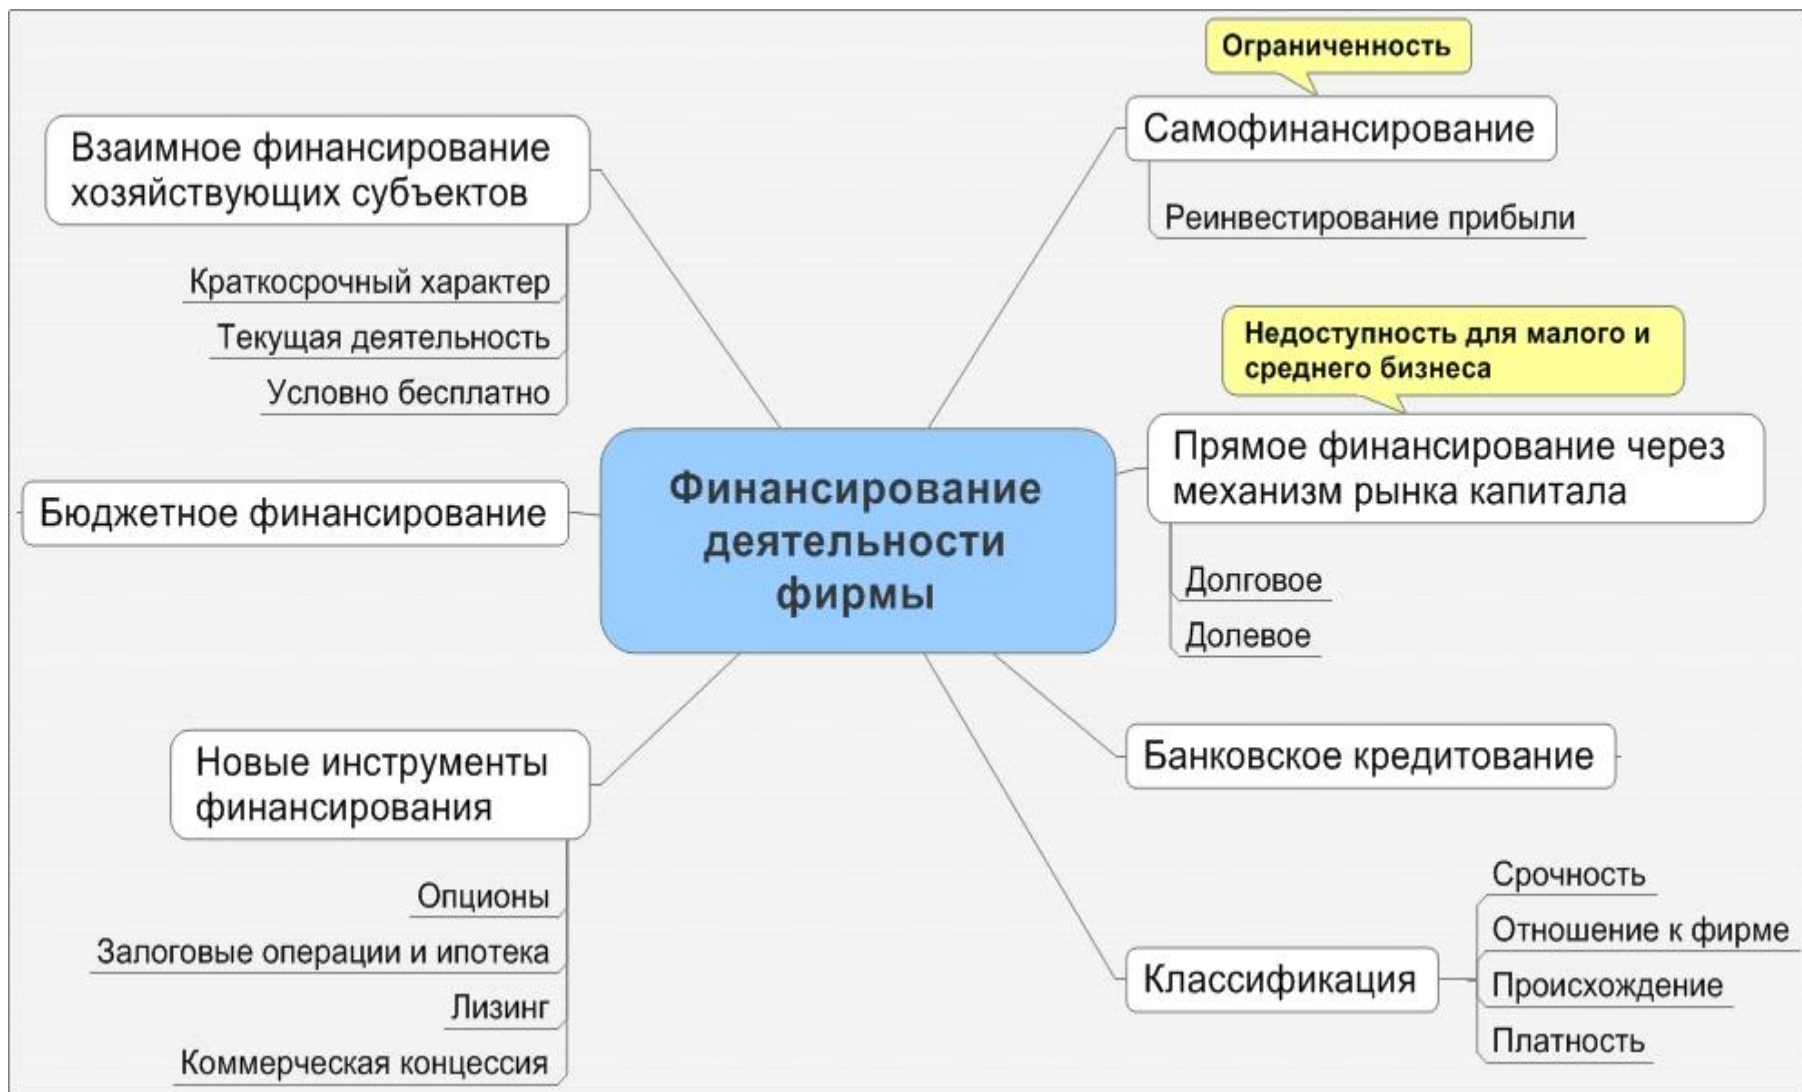 Ограниченность
Самофинансирование
Реинвестирование прибыли
Недоступность для малого и
среднего бизнеса
Прямое финансирование через
механизм рынка капитала
Долговое
Долевое
Банковское кредитование
Классификация
Срочность
Отношение к фирме
Происхождение
Платность
Финансирование
деятельности
фирмы
Взаимное финансирование
хозяйствующих субъектов
Краткосрочный характер
Текущая деятельность
Условно бесплатно
Бюджетное финансирование
Новые инструменты
финансирования
Опционы
Залоговые операции и ипотека
Лизинг
Коммерческая концессия